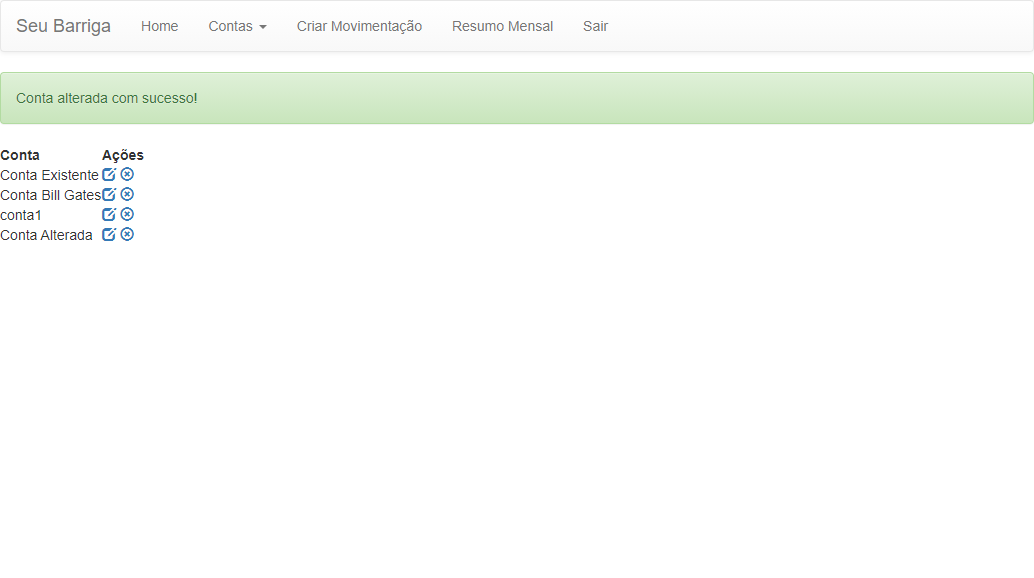 Seu Barriga Home Contas Criar Movimentação Resumo Mensal Sair
Conta alterada com sucesso!
Conta Ações
Conta Existente
Conta Bill Gates
conta1
Conta Alterada